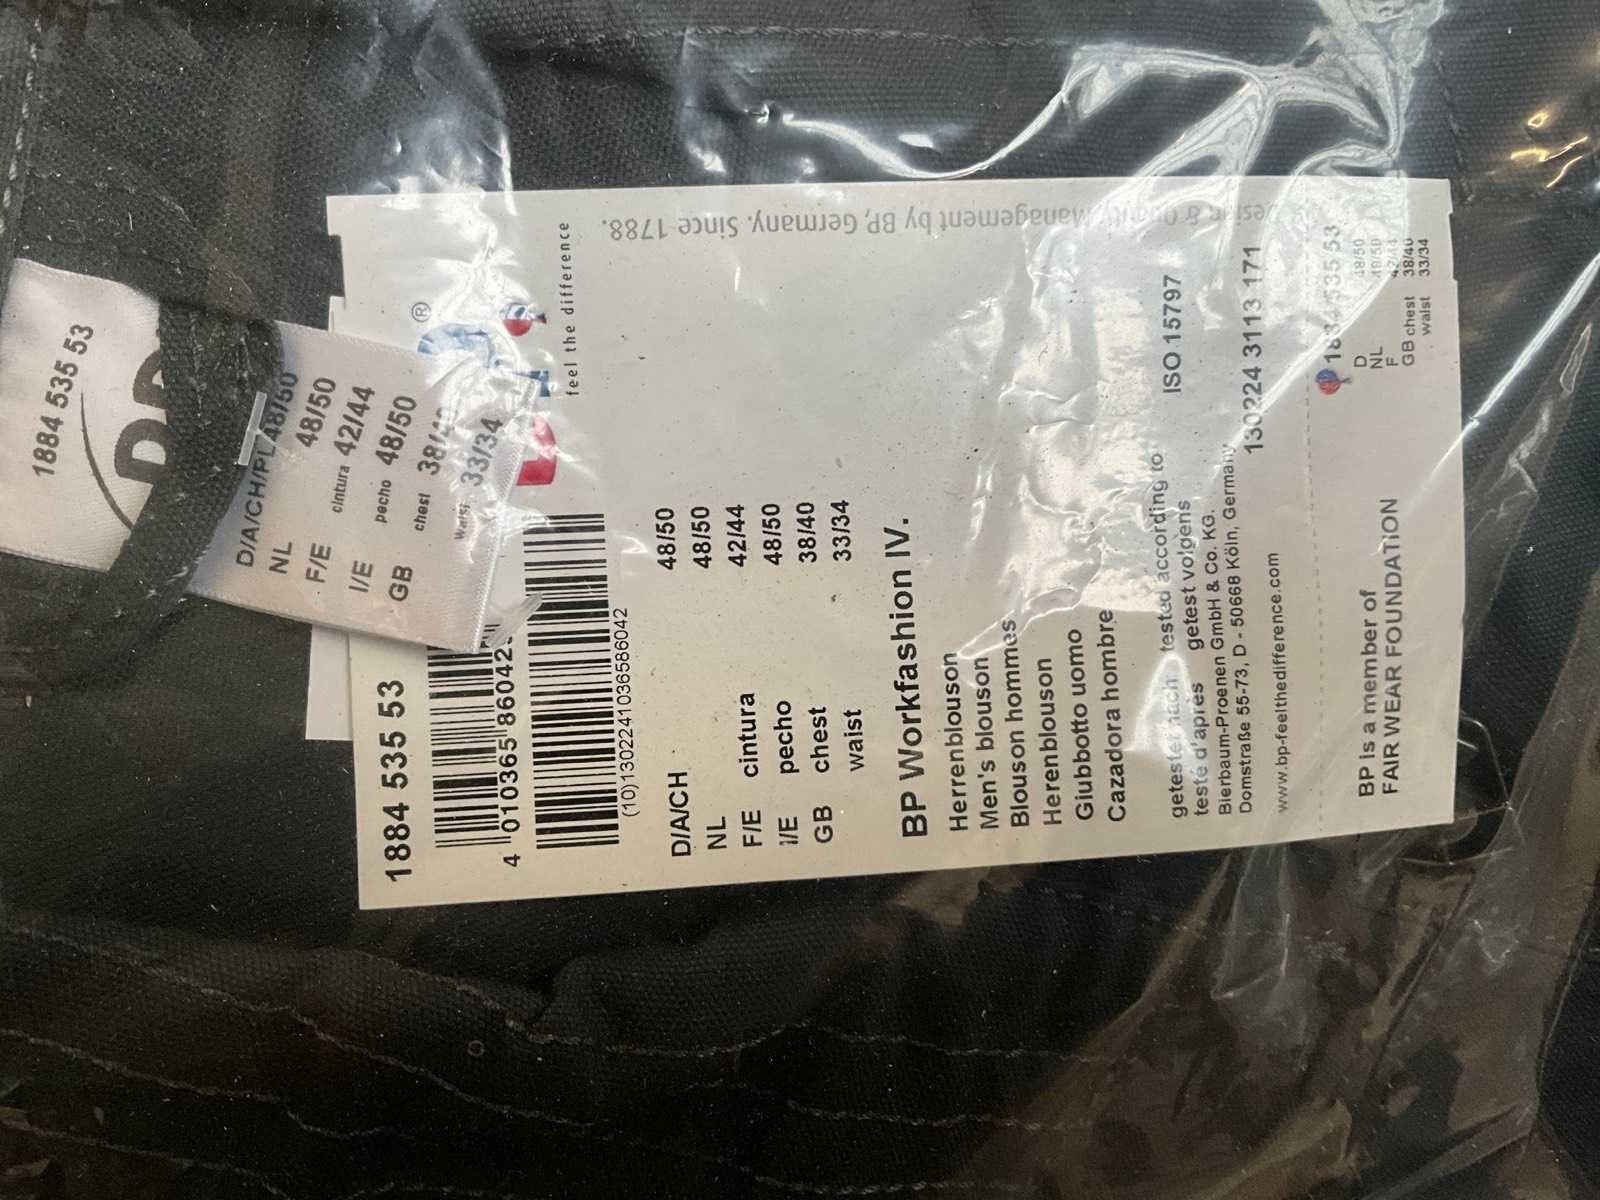 1884 535 53
D/A/CH/PL 48/50
NL 48/50
F/E cintura 42/44
I/E pecho 48/50
GB chest
waist 33/34
®
feel the difference
1884 535 53
(10)1302241036586042
D/A/CH 48/50
NL 48/50
F/E cintura 42/44
I/E pecho 48/50
GB chest 38/40
waist 33/34
BP Workfashion IV.
Herrenblouson
Men's blouson
Blouson hommes
Herenblouson
Giubbotto uomo
Cazadora hombre
getestet nach tested according to ISO 15797
testé d'après getest volgens
Bierbaum-Proenen GmbH & Co. KG.
Domstraße 55-73, D - 50668 Köln, Germany
130224 3113 171
www.bp-feelthedifference.com
Design & Quality Management by BP, Germany. Since 1788.
1884 535 53
D 48/50
NL 48/50
F 42/44
GB chest 38/40
waist 33/34
BP is a member of
FAIR WEAR FOUNDATION